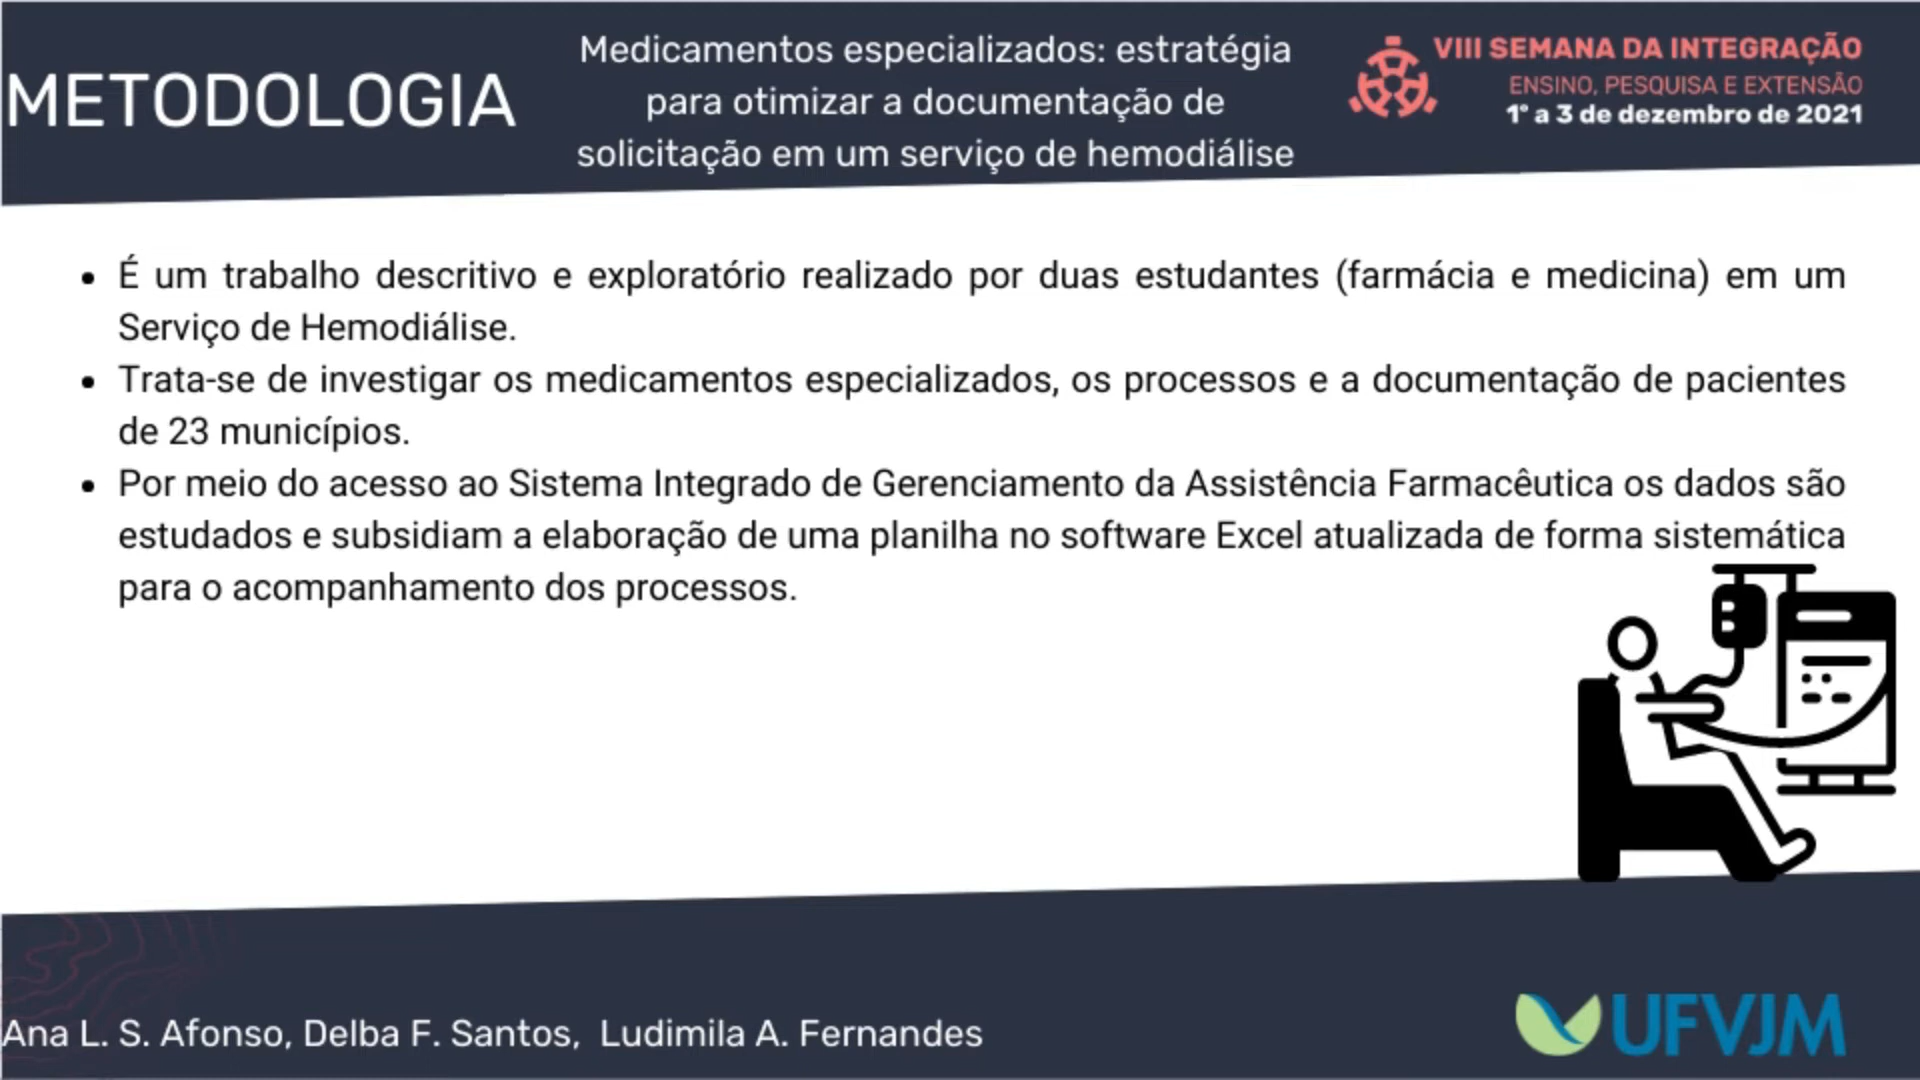 METODOLOGIA
Medicamentos especializados: estratégia
para otimizar a documentação de
solicitação em um serviço de hemodiálise
VIII SEMANA DA INTEGRAÇÃO
ENSINO, PESQUISA E EXTENSÃO
1º a 3 de dezembro de 2021
• É um trabalho descritivo e exploratório realizado por duas estudantes (farmácia e medicina) em um
Serviço de Hemodiálise.
• Trata-se de investigar os medicamentos especializados, os processos e a documentação de pacientes
de 23 municípios.
• Por meio do acesso ao Sistema Integrado de Gerenciamento da Assistência Farmacêutica os dados são
estudados e subsidiam a elaboração de uma planilha no software Excel atualizada de forma sistemática
para o acompanhamento dos processos.
Ana L. S. Afonso, Delba F. Santos, Ludimila A. Fernandes
UFVJM